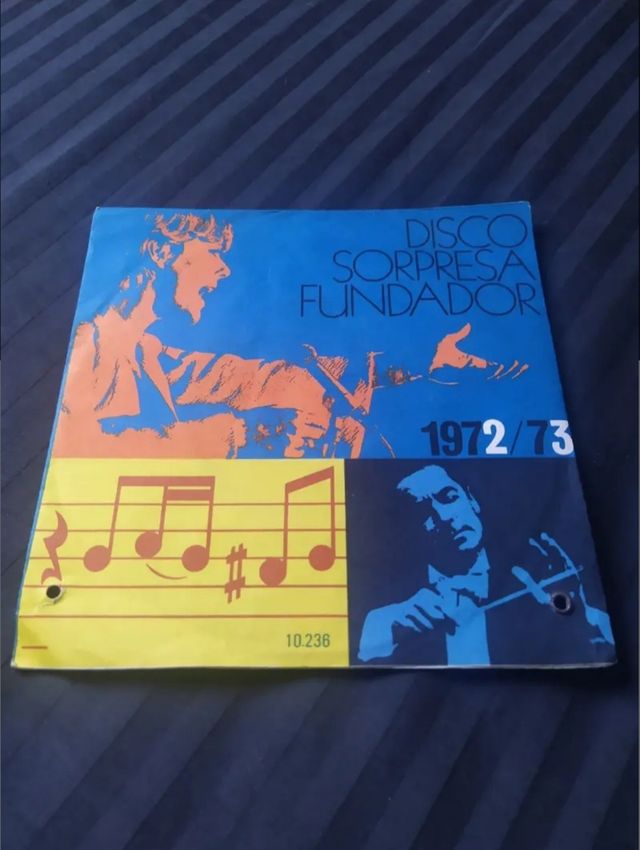 DISCO
SORPRESA
FUNDADOR
1972/73
10.236